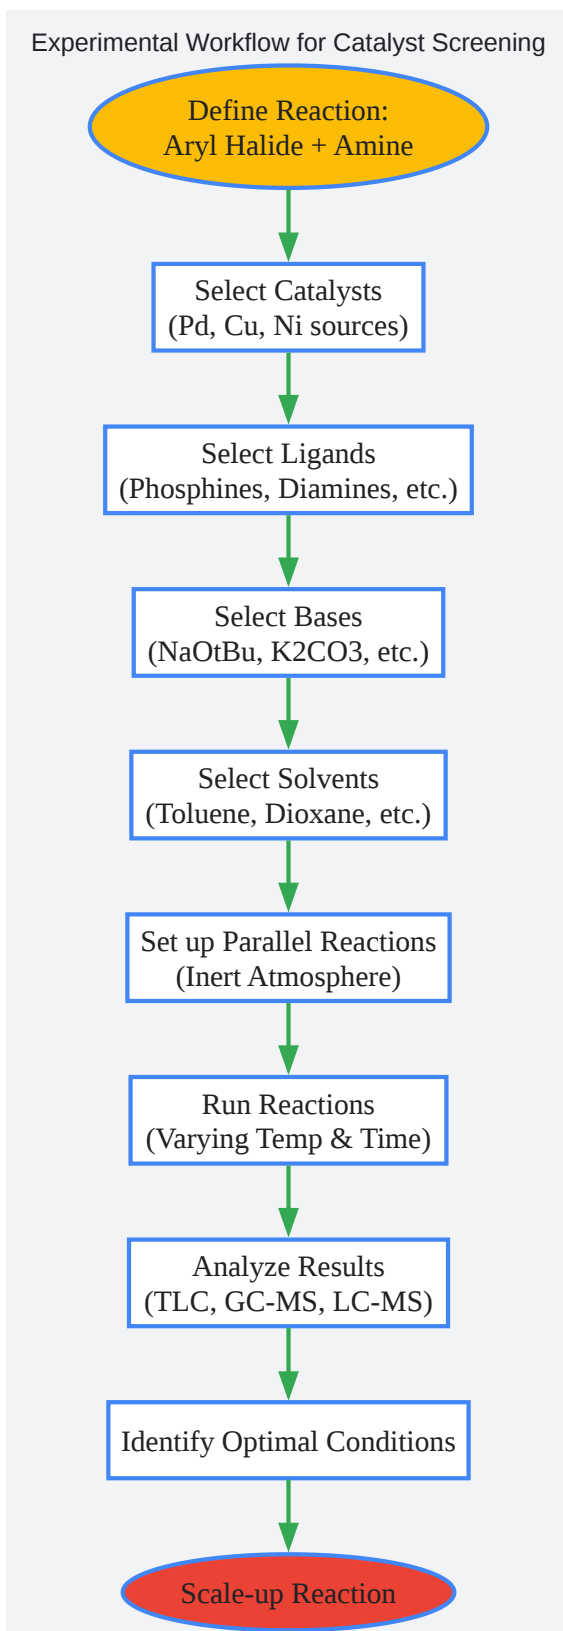 Experimental Workflow for Catalyst Screening
Define Reaction:
Aryl Halide + Amine
Select Catalysts
(Pd, Cu, Ni sources)
Select Ligands
(Phosphines, Diamines, etc.)
Select Bases
(NaOtBu, K2CO3, etc.)
Select Solvents
(Toluene, Dioxane, etc.)
Set up Parallel Reactions
(Inert Atmosphere)
Run Reactions
(Varying Temp & Time)
Analyze Results
(TLC, GC-MS, LC-MS)
Identify Optimal Conditions
Scale-up Reaction